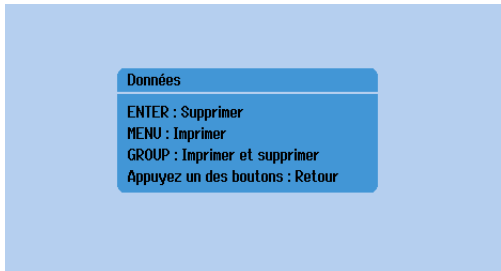 Données
ENTER : Supprimer
MENU : Imprimer
GROUP : Imprimer et supprimer
Appuyez un des boutons : Retour